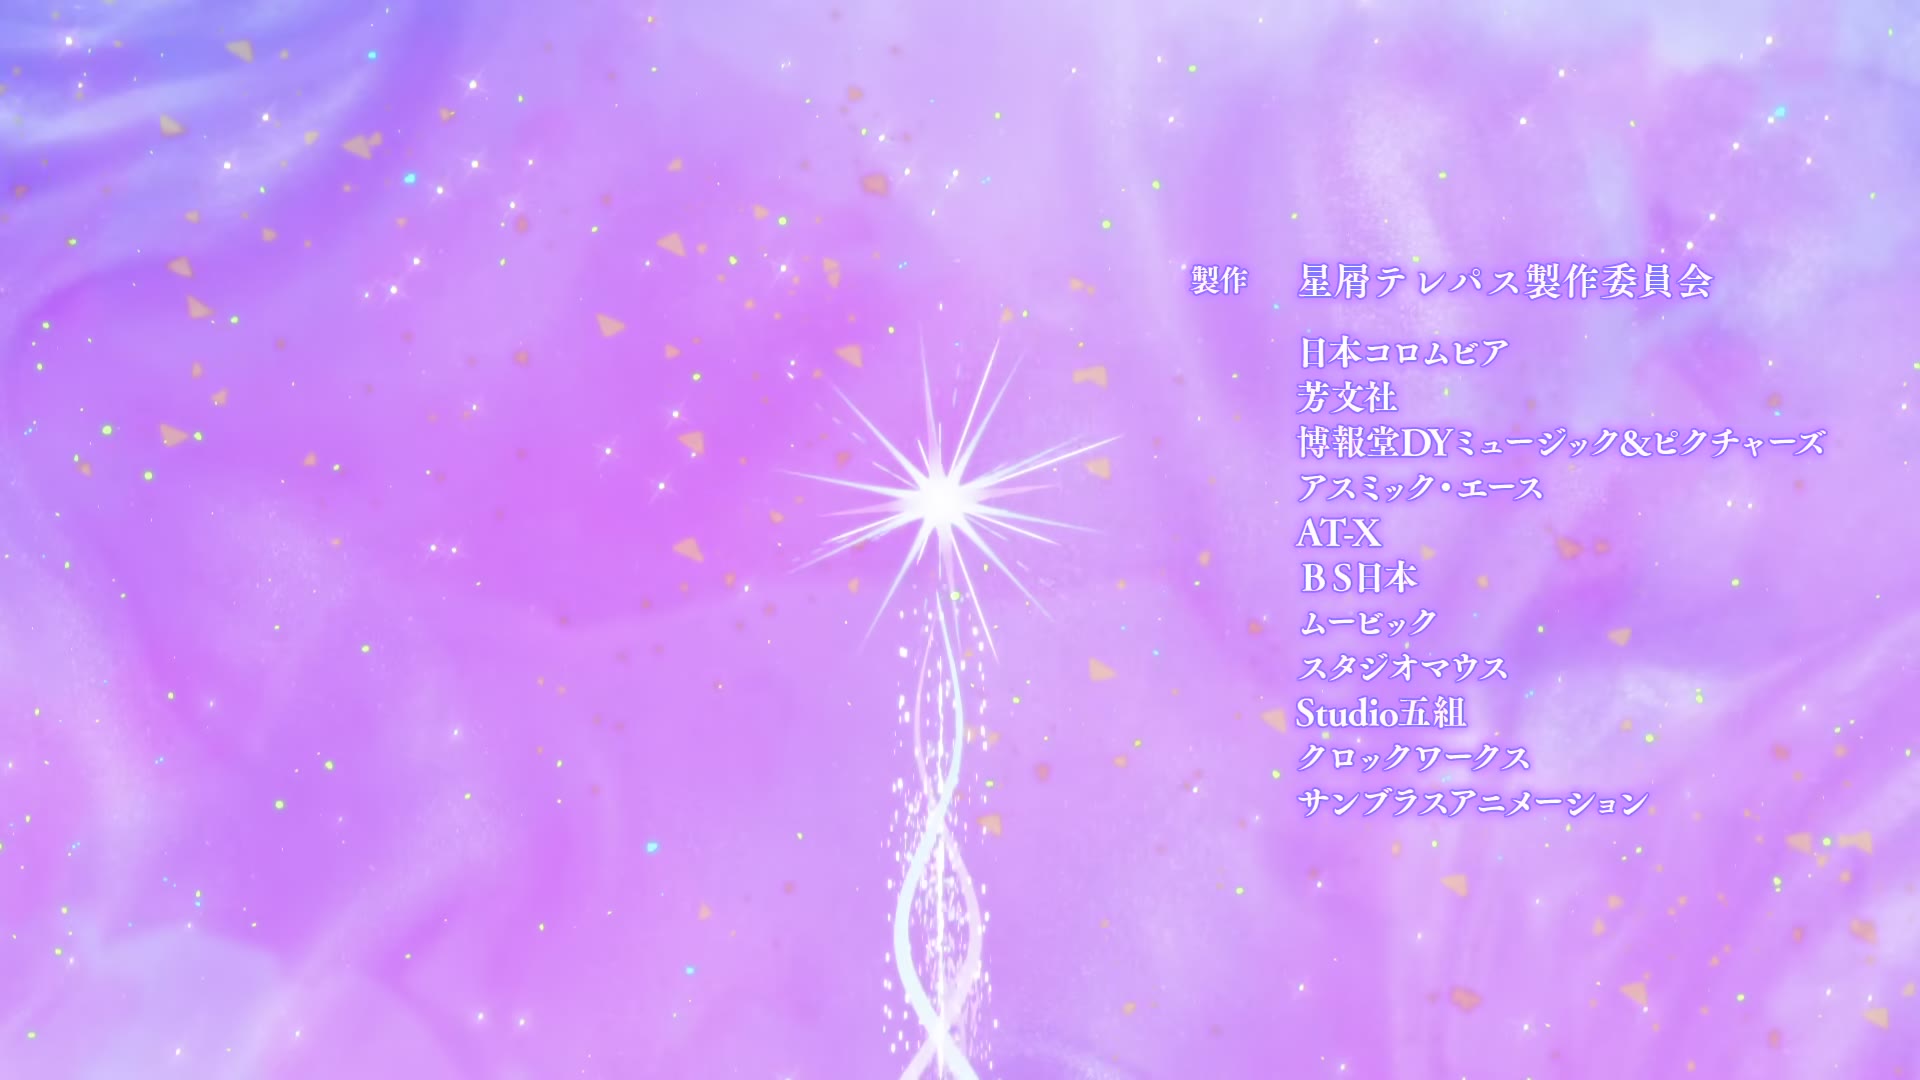 製作 星屑テレパス製作委員会
日本コロムビア
芳文社
博報堂DYミュージック&ピクチャーズ
アスミック・エース
AT-X
ＢＳ日本
ムービック
スタジオマウス
Studio五組
クロックワークス
サンブラスアニメーション